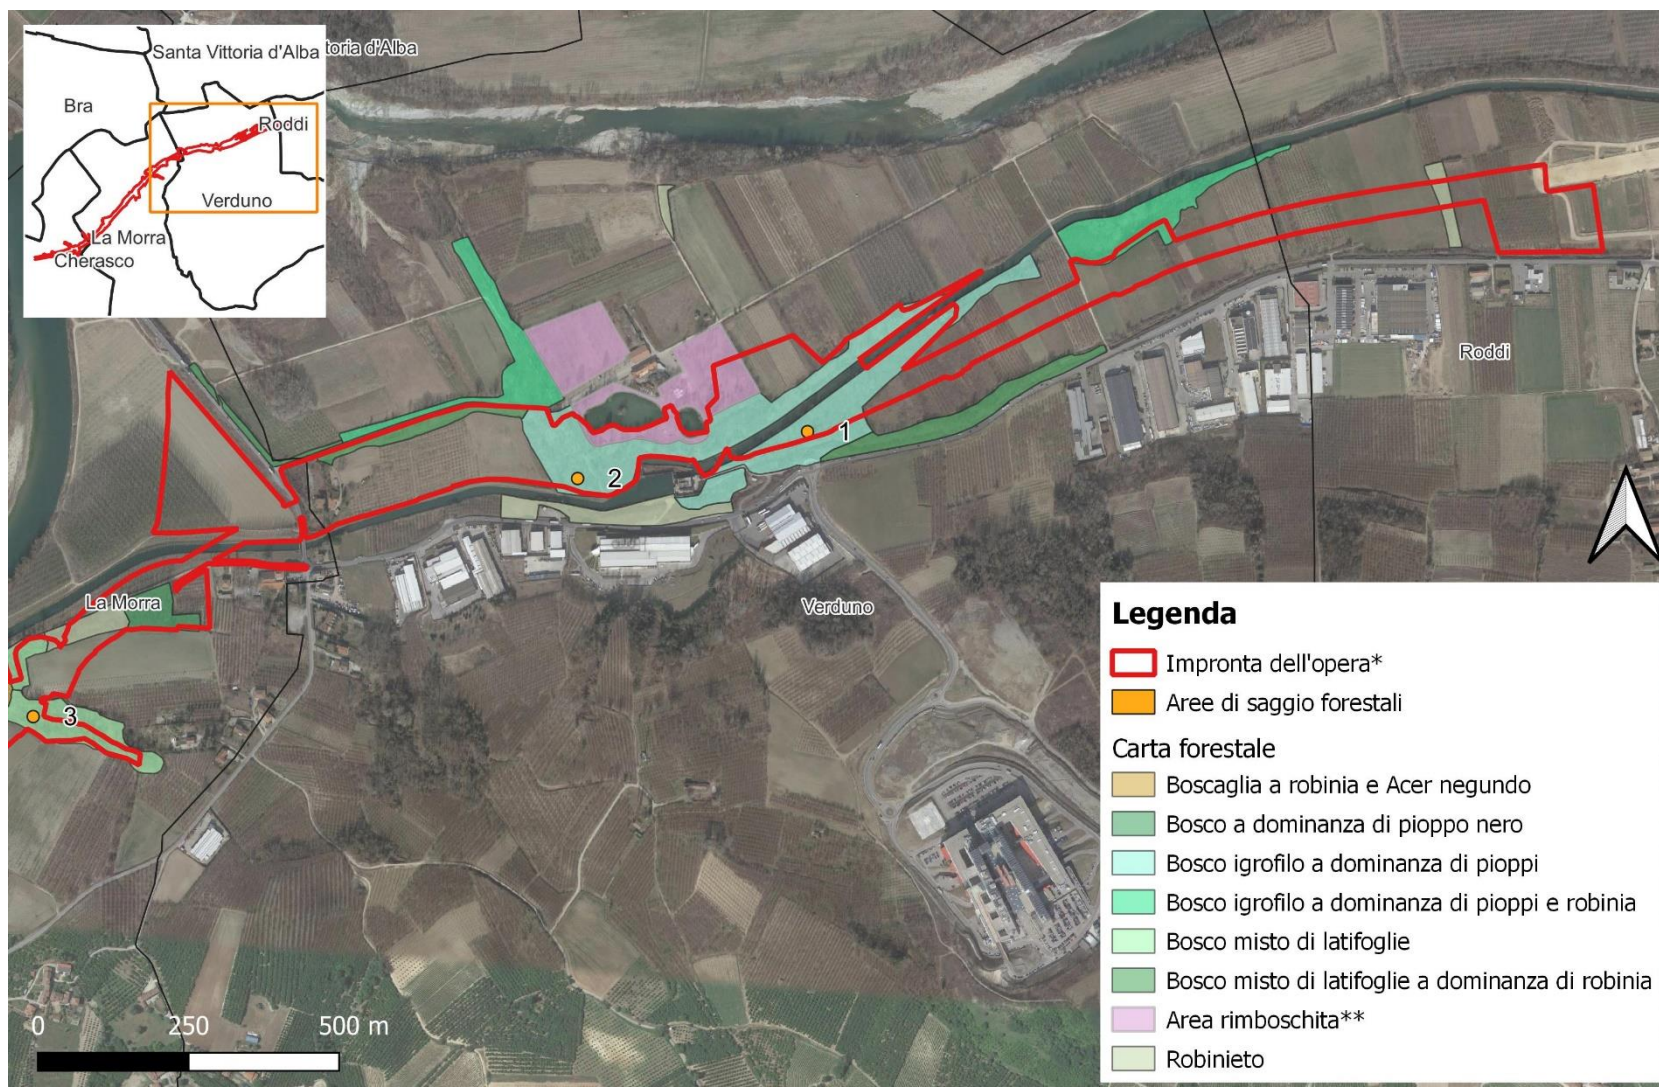 Santa Vittoria d'Alba
toria d'Alba
Bra
Roddi
Verduno
La Morra
Cherasco
Roddi
1
2
La Morra
Verduno
3
Legenda
Impronta dell'opera*
Aree di saggio forestali
Carta forestale
Boscaglia a robinia e Acer negundo
Bosco a dominanza di pioppo nero
Bosco igrofilo a dominanza di pioppi
Bosco igrofilo a dominanza di pioppi e robinia
Bosco misto di latifoglie
Bosco misto di latifoglie a dominanza di robinia
Area rimboschita**
Robinieto
0 250 500 m